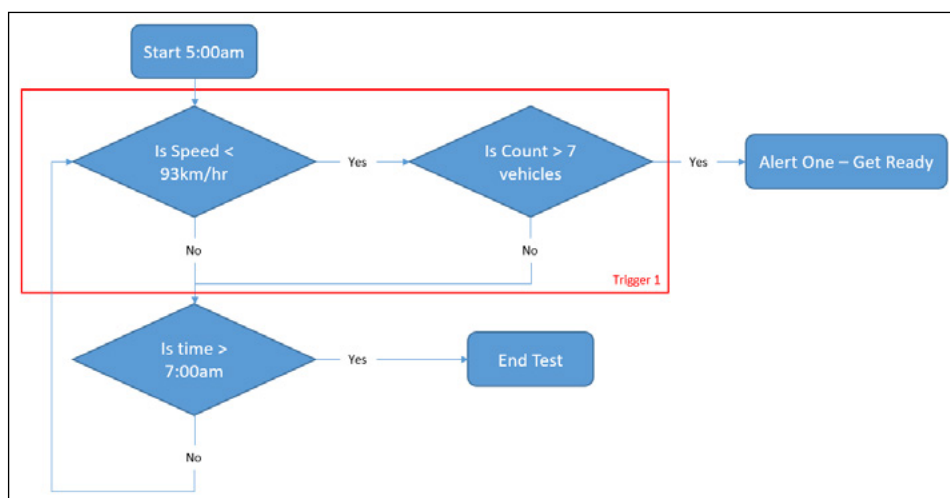 Start 5:00am
Is Speed <
93km/hr
Yes
Is Count > 7
vehicles
Yes
Alert One – Get Ready
No
No
Trigger 1
Is time >
7:00am
Yes
End Test
No